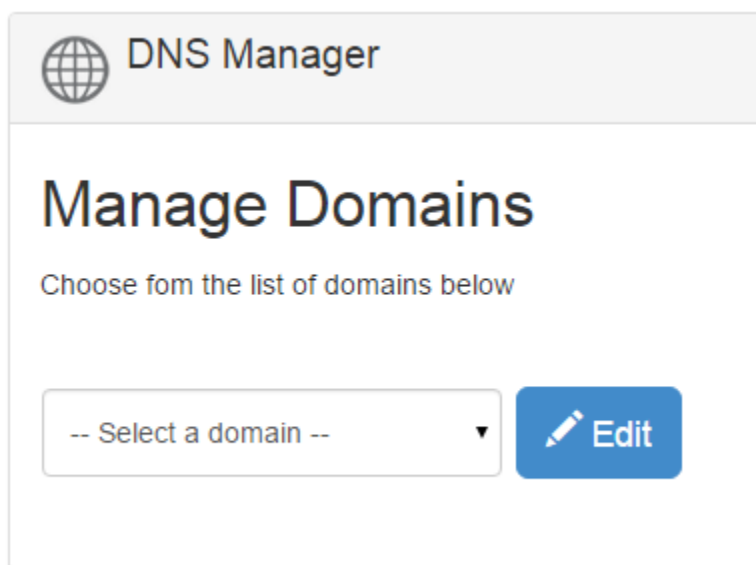 DNS Manager
Manage Domains
Choose fom the list of domains below
-- Select a domain --
Edit